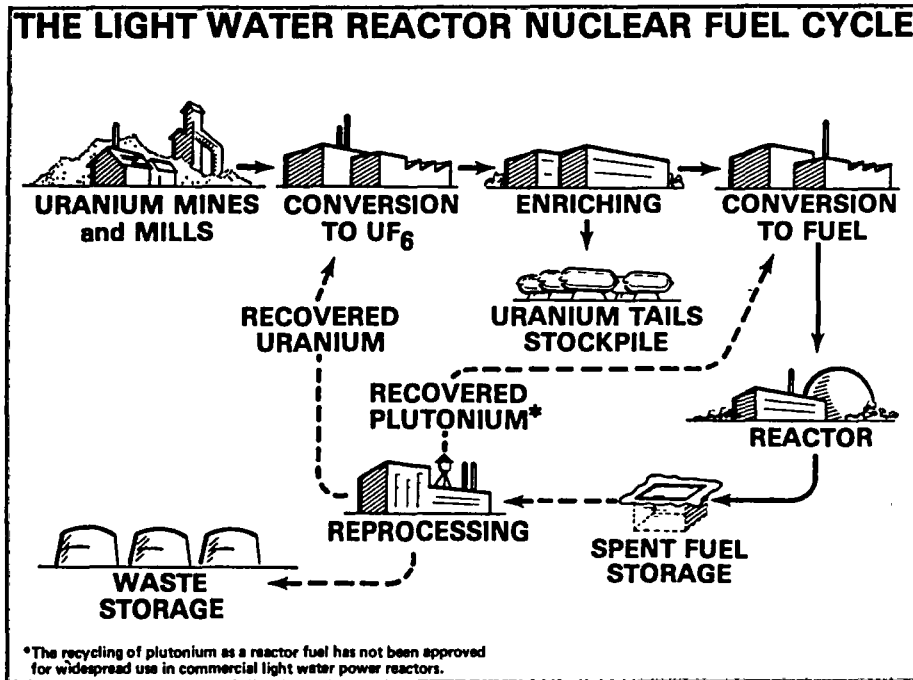 THE LIGHT WATER REACTOR NUCLEAR FUEL CYCLE
URANIUM MINES
and MILLS
CONVERSION
TO UF6
ENRICHING
CONVERSION
TO FUEL
URANIUM TAILS
STOCKPILE
RECOVERED
URANIUM
RECOVERED
PLUTONIUM*
REACTOR
REPROCESSING
SPENT FUEL
STORAGE
WASTE
STORAGE
*The recycling of plutonium as a reactor fuel has not been approved
for widespread use in commercial light water power reactors.